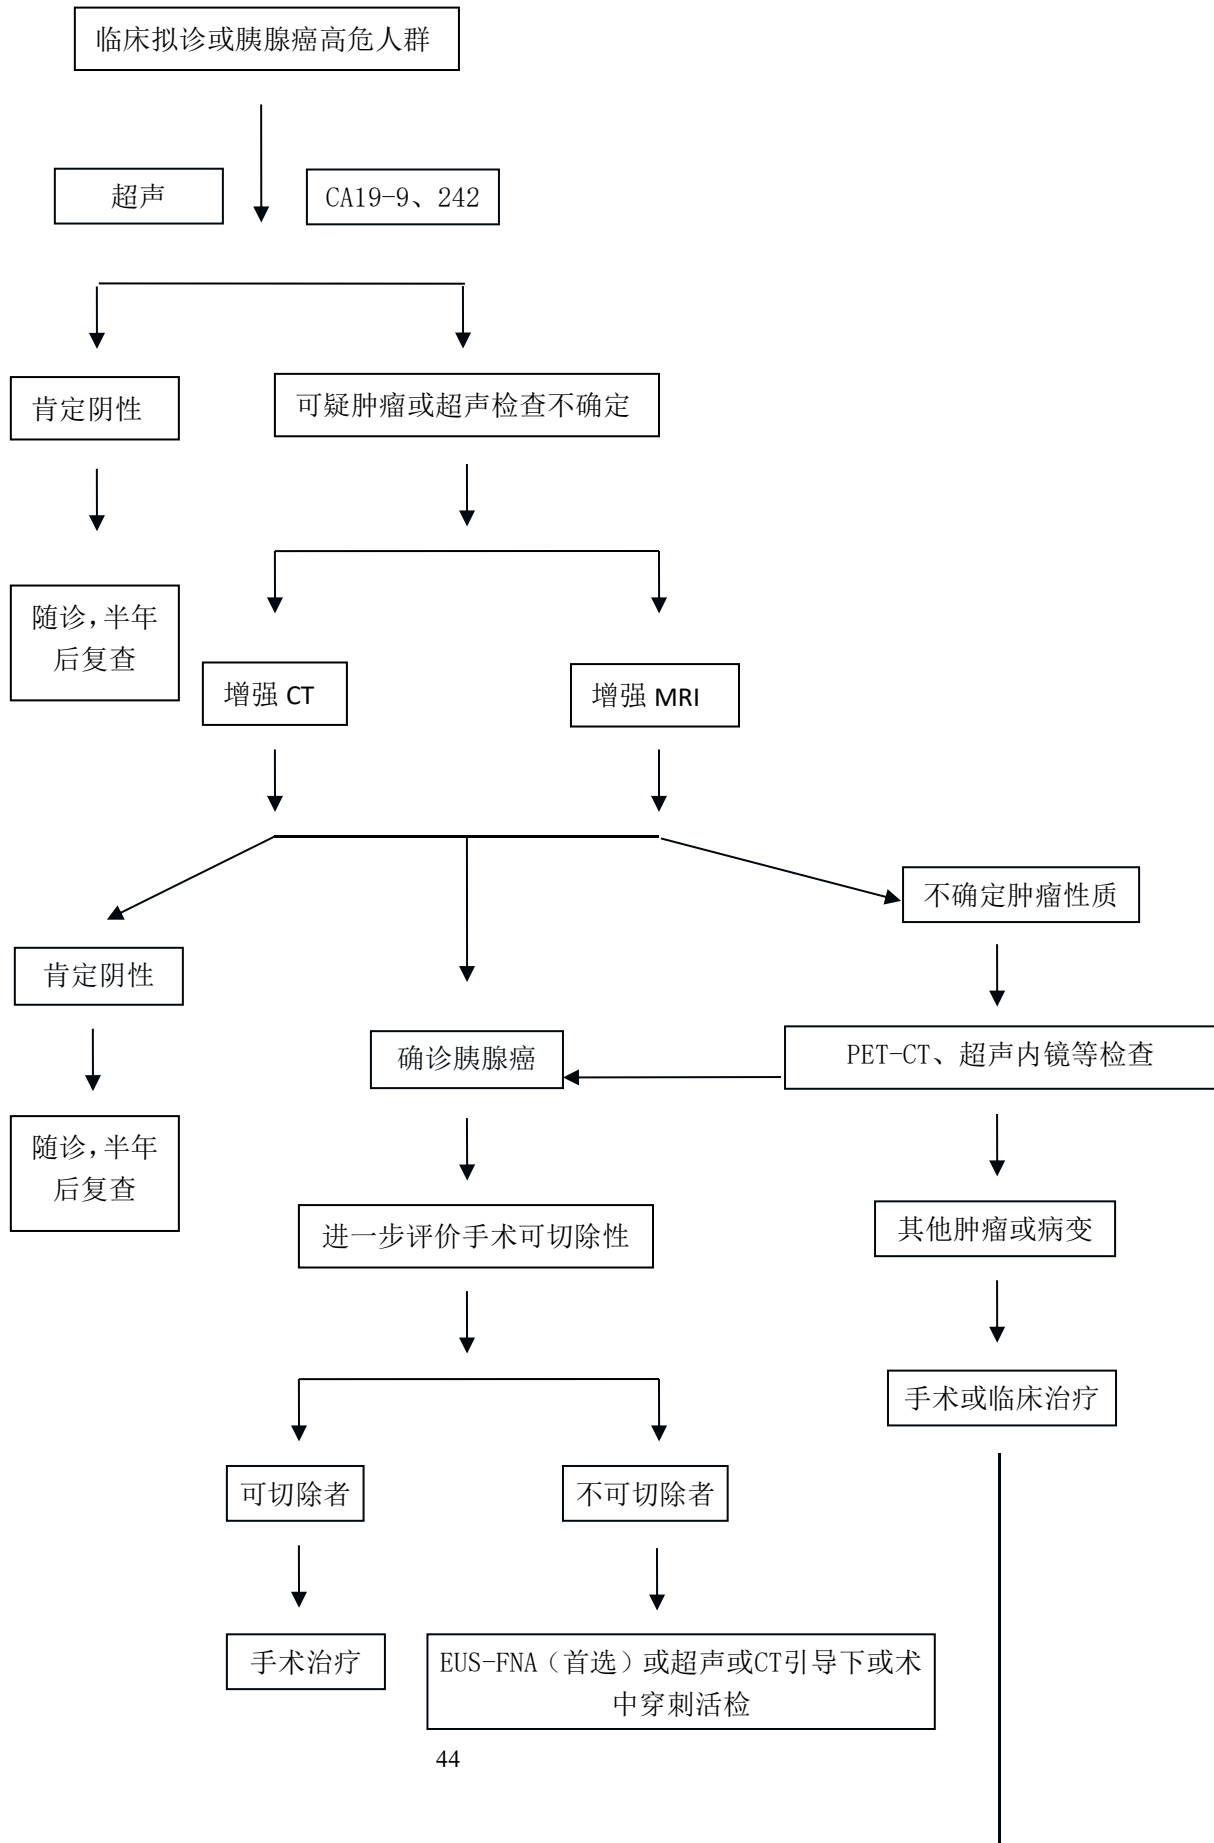 临床拟诊或胰腺癌高危人群
超声
CA19-9、242
肯定阴性
可疑肿瘤或超声检查不确定
随诊,半年
后复查
增强 CT
增强 MRI
不确定肿瘤性质
肯定阴性
确诊胰腺癌
PET-CT、超声内镜等检查
随诊,半年
后复查
进一步评价手术可切除性
其他肿瘤或病变
手术或临床治疗
可切除者
不可切除者
手术治疗
EUS-FNA（首选）或超声或CT引导下或术
中穿刺活检
44